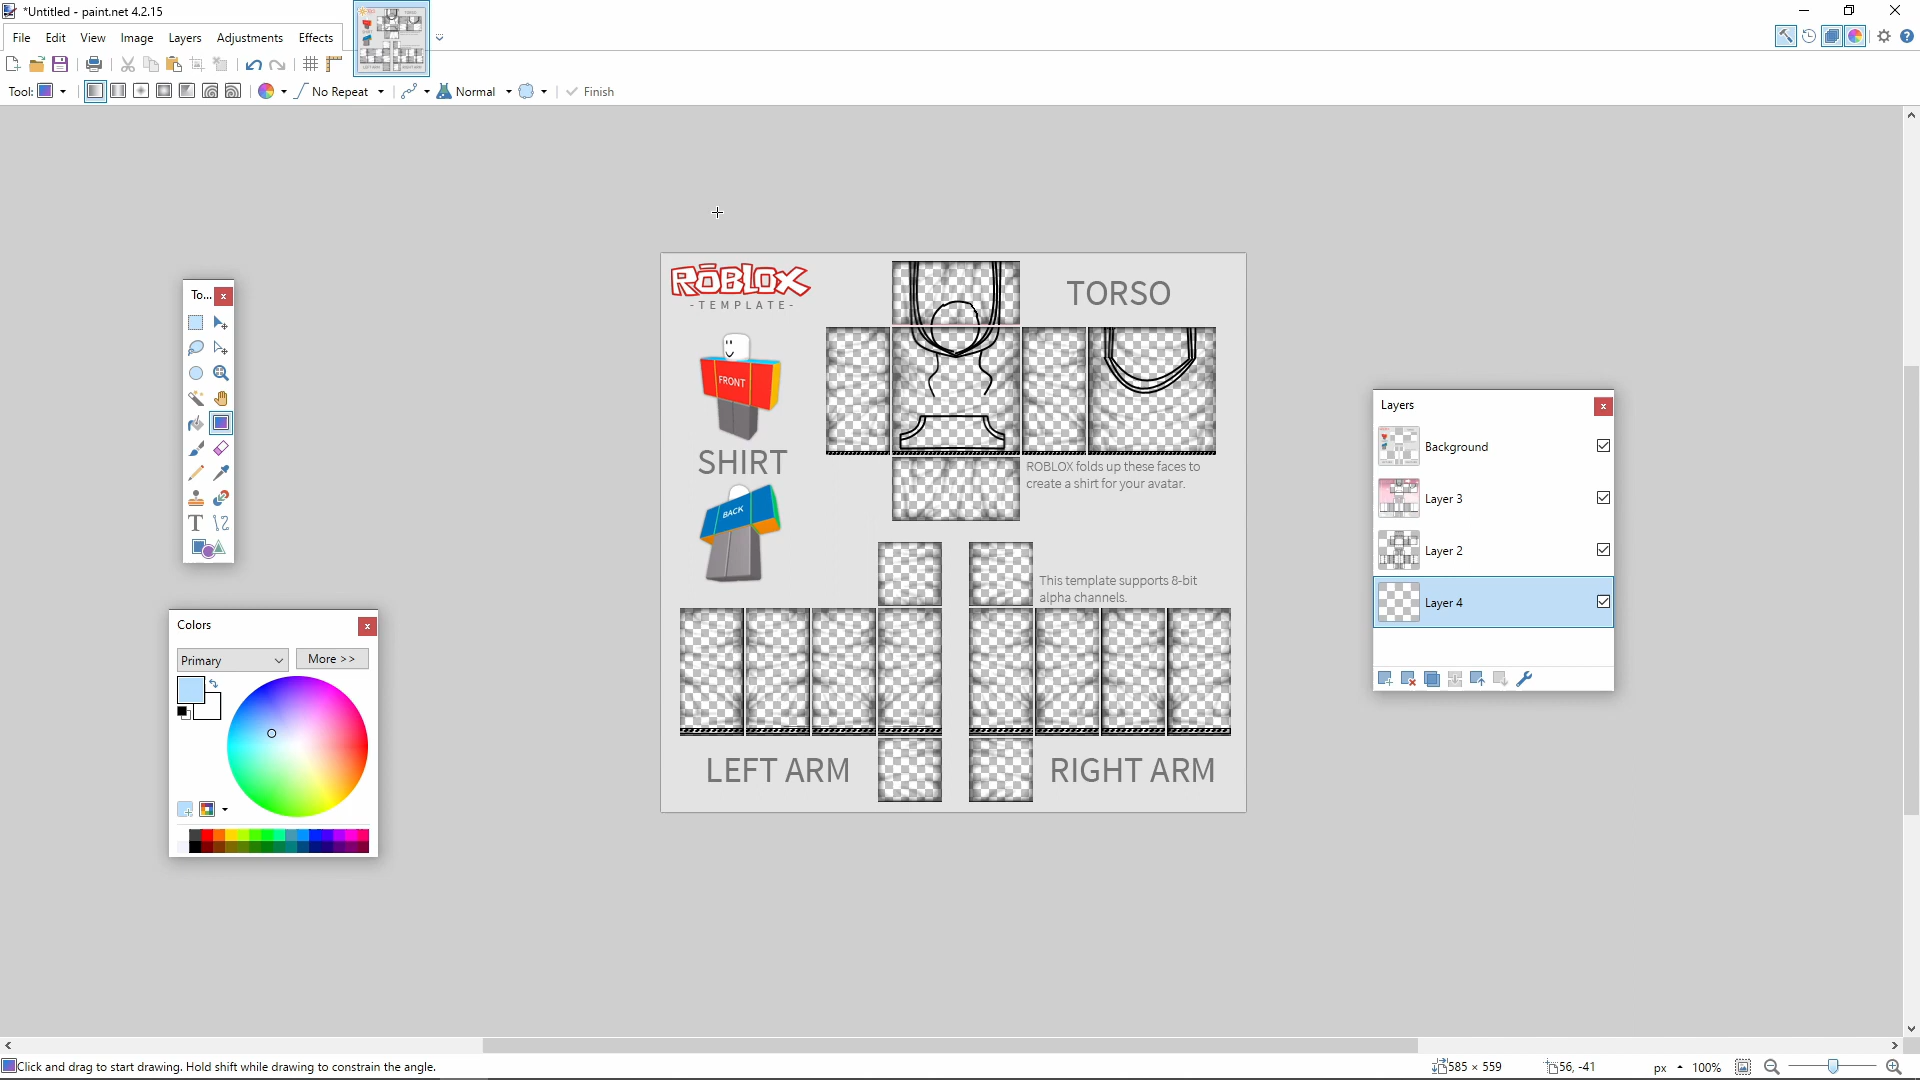 *Untitled - paint.net 4.2.15
File Edit View Image Layers Adjustments Effects
Tool: No Repeat Normal Finish
ROBLOX
-TEMPLATE-
TORSO
FRONT
SHIRT
BACK
ROBLOX folds up these faces to
create a shirt for your avatar.
This template supports 8-bit
alpha channels.
LEFT ARM
RIGHT ARM
To...
Colors
Primary
More >>
Layers
Background
Layer 3
Layer 2
Layer 4
Click and drag to start drawing. Hold shift while drawing to constrain the angle.
585 × 559
56, -41
px
100%